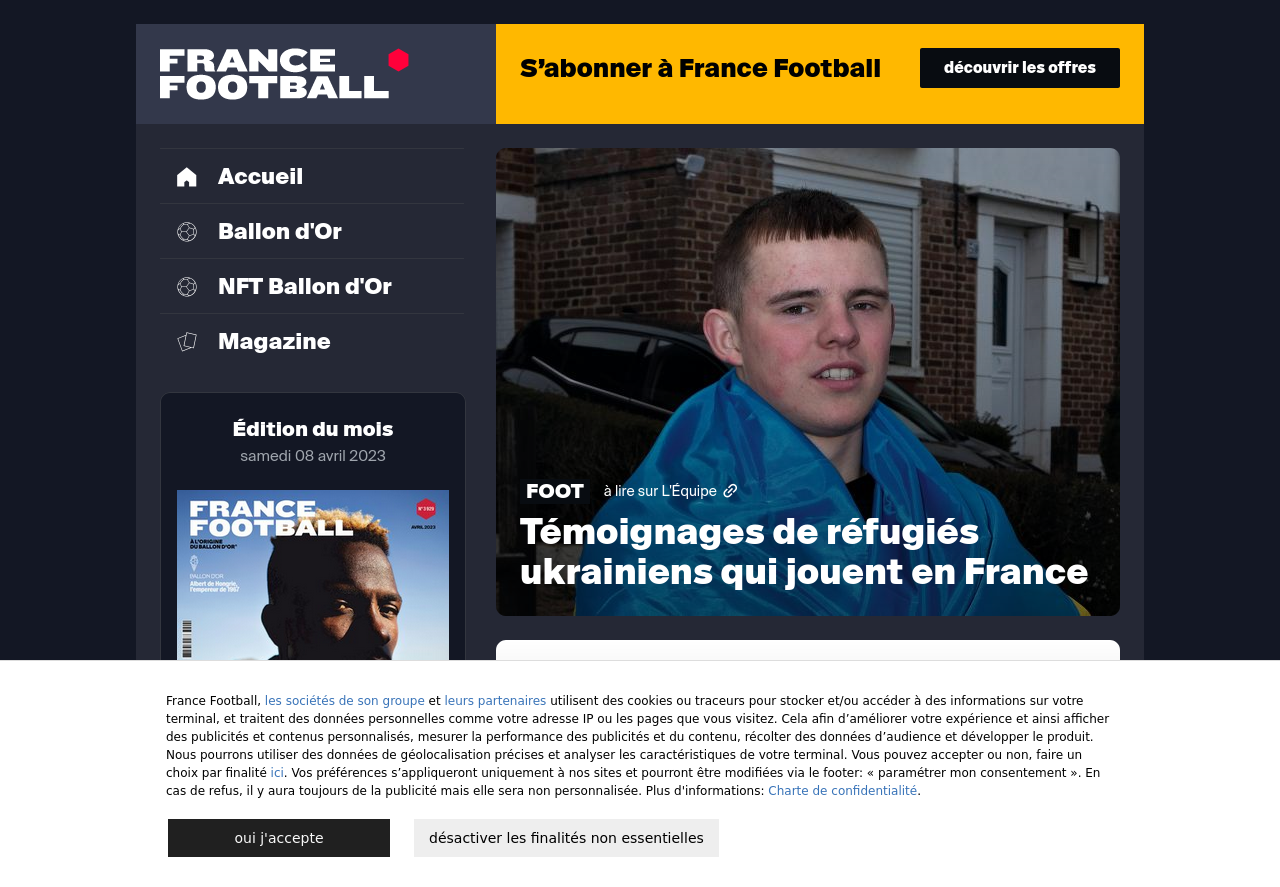 FRANCE
FOOTBALL
S’abonner à France Football
découvrir les offres
Accueil
Ballon d'Or
NFT Ballon d'Or
Magazine
Édition du mois
samedi 08 avril 2023
FRANCE
FOOTBALL
N° 3 929
AVRIL 2023
À L'ORIGINE
DU BALLON D'OR
BALLON D'OR
Albert de Hongrie,
l'empereur de 1967
FOOT à lire sur L'Équipe
Témoignages de réfugiés
ukrainiens qui jouent en France
France Football, les sociétés de son groupe et leurs partenaires utilisent des cookies ou traceurs pour stocker et/ou accéder à des informations sur votre
terminal, et traitent des données personnelles comme votre adresse IP ou les pages que vous visitez. Cela afin d’améliorer votre expérience et ainsi afficher
des publicités et contenus personnalisés, mesurer la performance des publicités et du contenu, récolter des données d’audience et développer le produit.
Nous pourrons utiliser des données de géolocalisation précises et analyser les caractéristiques de votre terminal. Vous pouvez accepter ou non, faire un
choix par finalité ici. Vos préférences s’appliqueront uniquement à nos sites et pourront être modifiées via le footer: « paramétrer mon consentement ». En
cas de refus, il y aura toujours de la publicité mais elle sera non personnalisée. Plus d'informations: Charte de confidentialité.
oui j'accepte
désactiver les finalités non essentielles